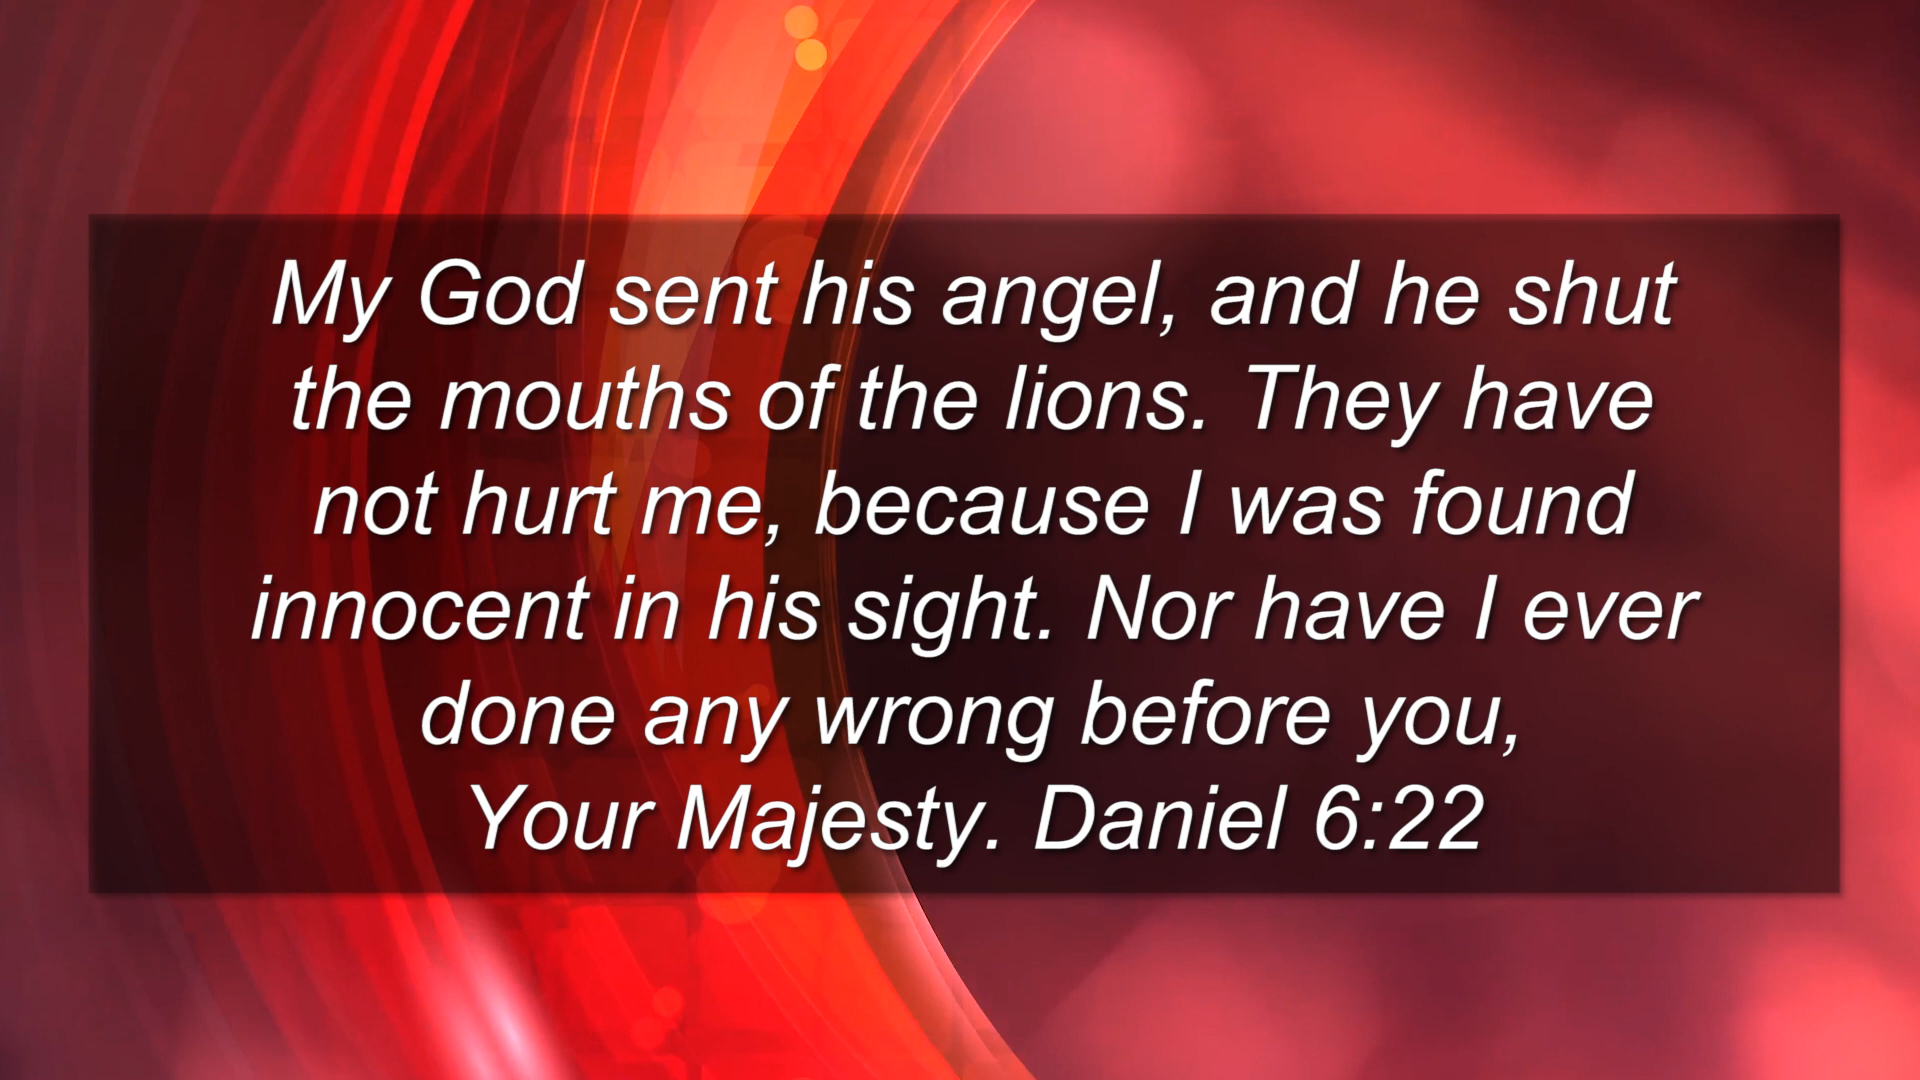 My God sent his angel, and he shut
the mouths of the lions. They have
not hurt me, because I was found
innocent in his sight. Nor have I ever
done any wrong before you,
Your Majesty. Daniel 6:22